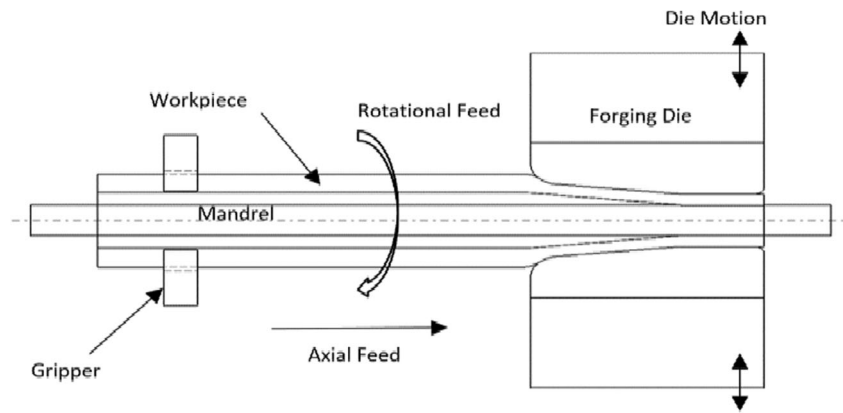 Die Motion
Workpiece
Rotational Feed
Forging Die
Mandrel
Axial Feed
Gripper